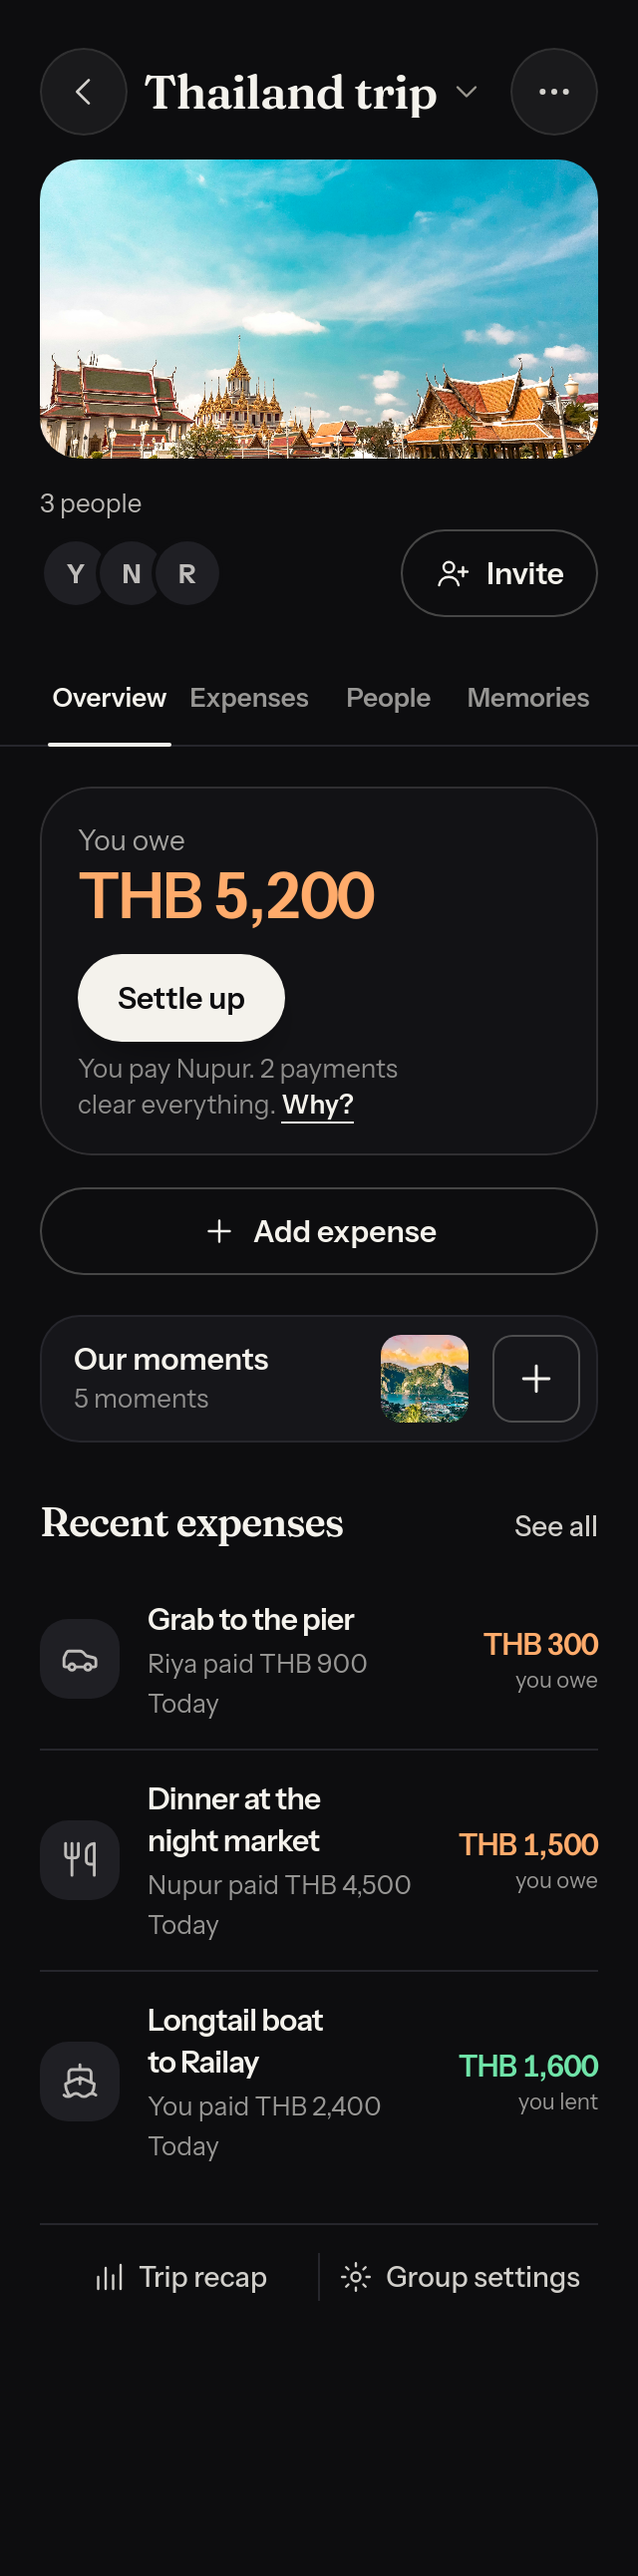 Thailand trip
3 people
Y N R
Invite
Overview Expenses People Memories
You owe
THB 5,200
Settle up
You pay Nupur. 2 payments
clear everything. Why?
Add expense
Our moments
5 moments
Recent expenses
See all
Grab to the pier
Riya paid THB 900
Today
THB 300
you owe
Dinner at the
night market
Nupur paid THB 4,500
Today
THB 1,500
you owe
Longtail boat
to Railay
You paid THB 2,400
Today
THB 1,600
you lent
Trip recap
Group settings